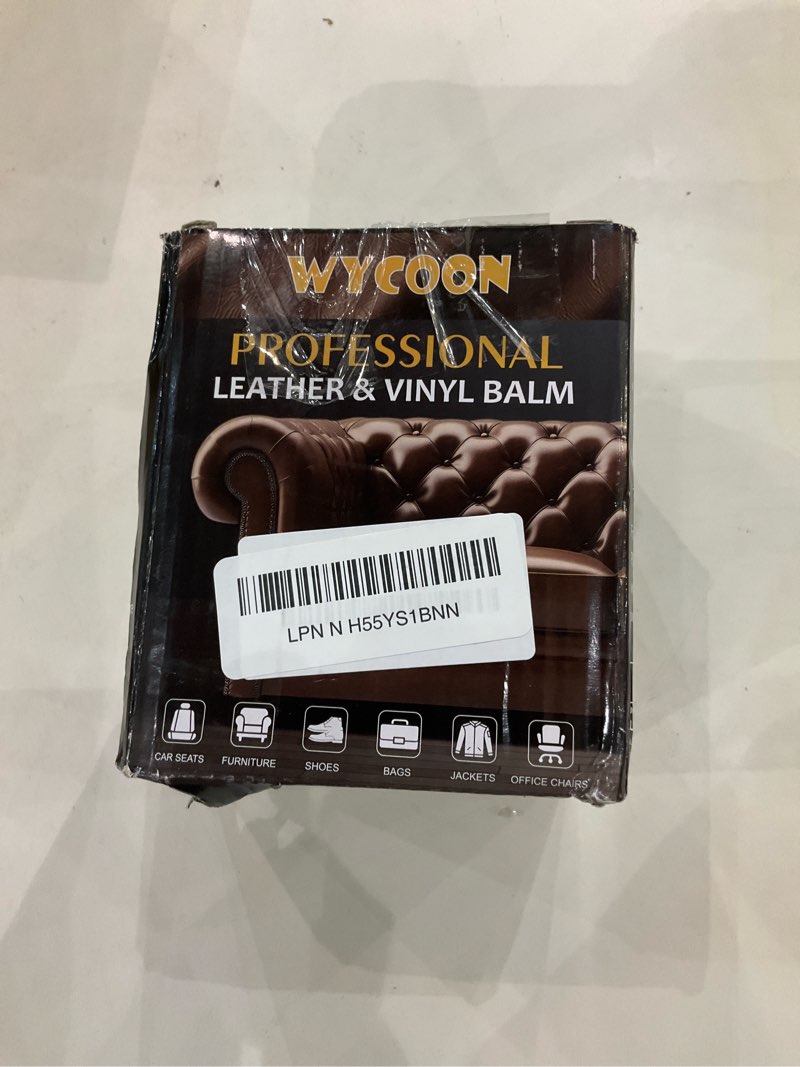 WYCOON
PROFESSIONAL
LEATHER & VINYL BALM
LPN N H55YS1BNN
CAR SEATS FURNITURE SHOES BAGS JACKETS OFFICE CHAIRS